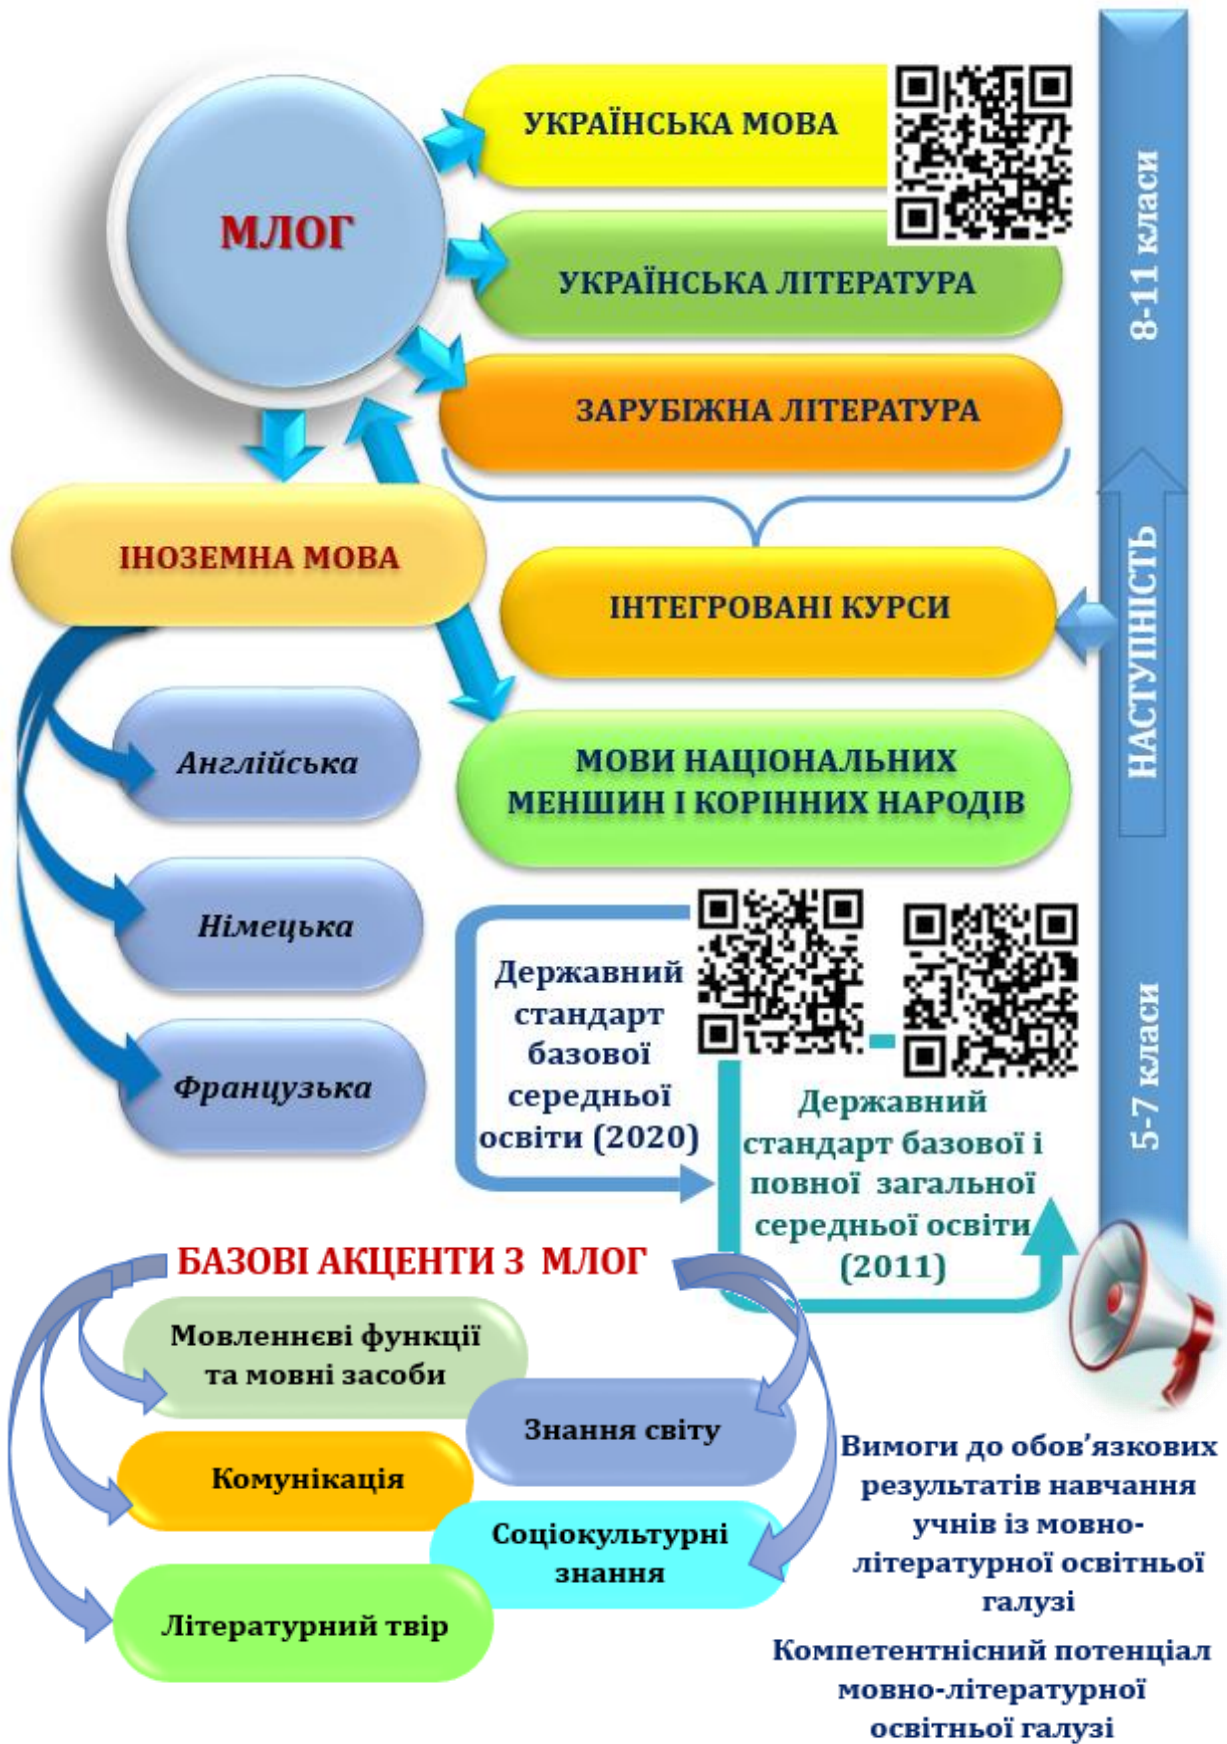 МЛОГ
УКРАЇНСЬКА МОВА
УКРАЇНСЬКА ЛІТЕРАТУРА
ЗАРУБІЖНА ЛІТЕРАТУРА
ІНОЗЕМНА МОВА
ІНТЕГРОВАНІ КУРСИ
МОВИ НАЦІОНАЛЬНИХ
МЕНШИН І КОРІННИХ НАРОДІВ
Англійська
Німецька
Французька
8-11 класи
НАСТУПНІСТЬ
5-7 класи
Державний
стандарт
базової
середньої
освіти (2020)
Державний
стандарт базової і
повної загальної
середньої освіти
(2011)
БАЗОВІ АКЦЕНТИ З МЛОГ
Мовленнєві функції
та мовні засоби
Знання світу
Комунікація
Соціокультурні
знання
Літературний твір
Вимоги до обов’язкових
результатів навчання
учнів із мовно-
літературної освітньої
галузі
Компетентнісний потенціал
мовно-літературної
освітньої галузі